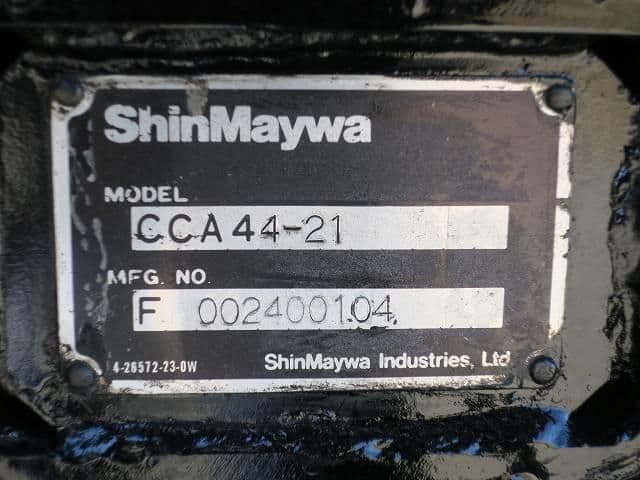 ShinMaywa
MODEL
CCA44-21
MFG. NO.
F 002400104
4-26572-23-0W
ShinMaywa Industries, Ltd